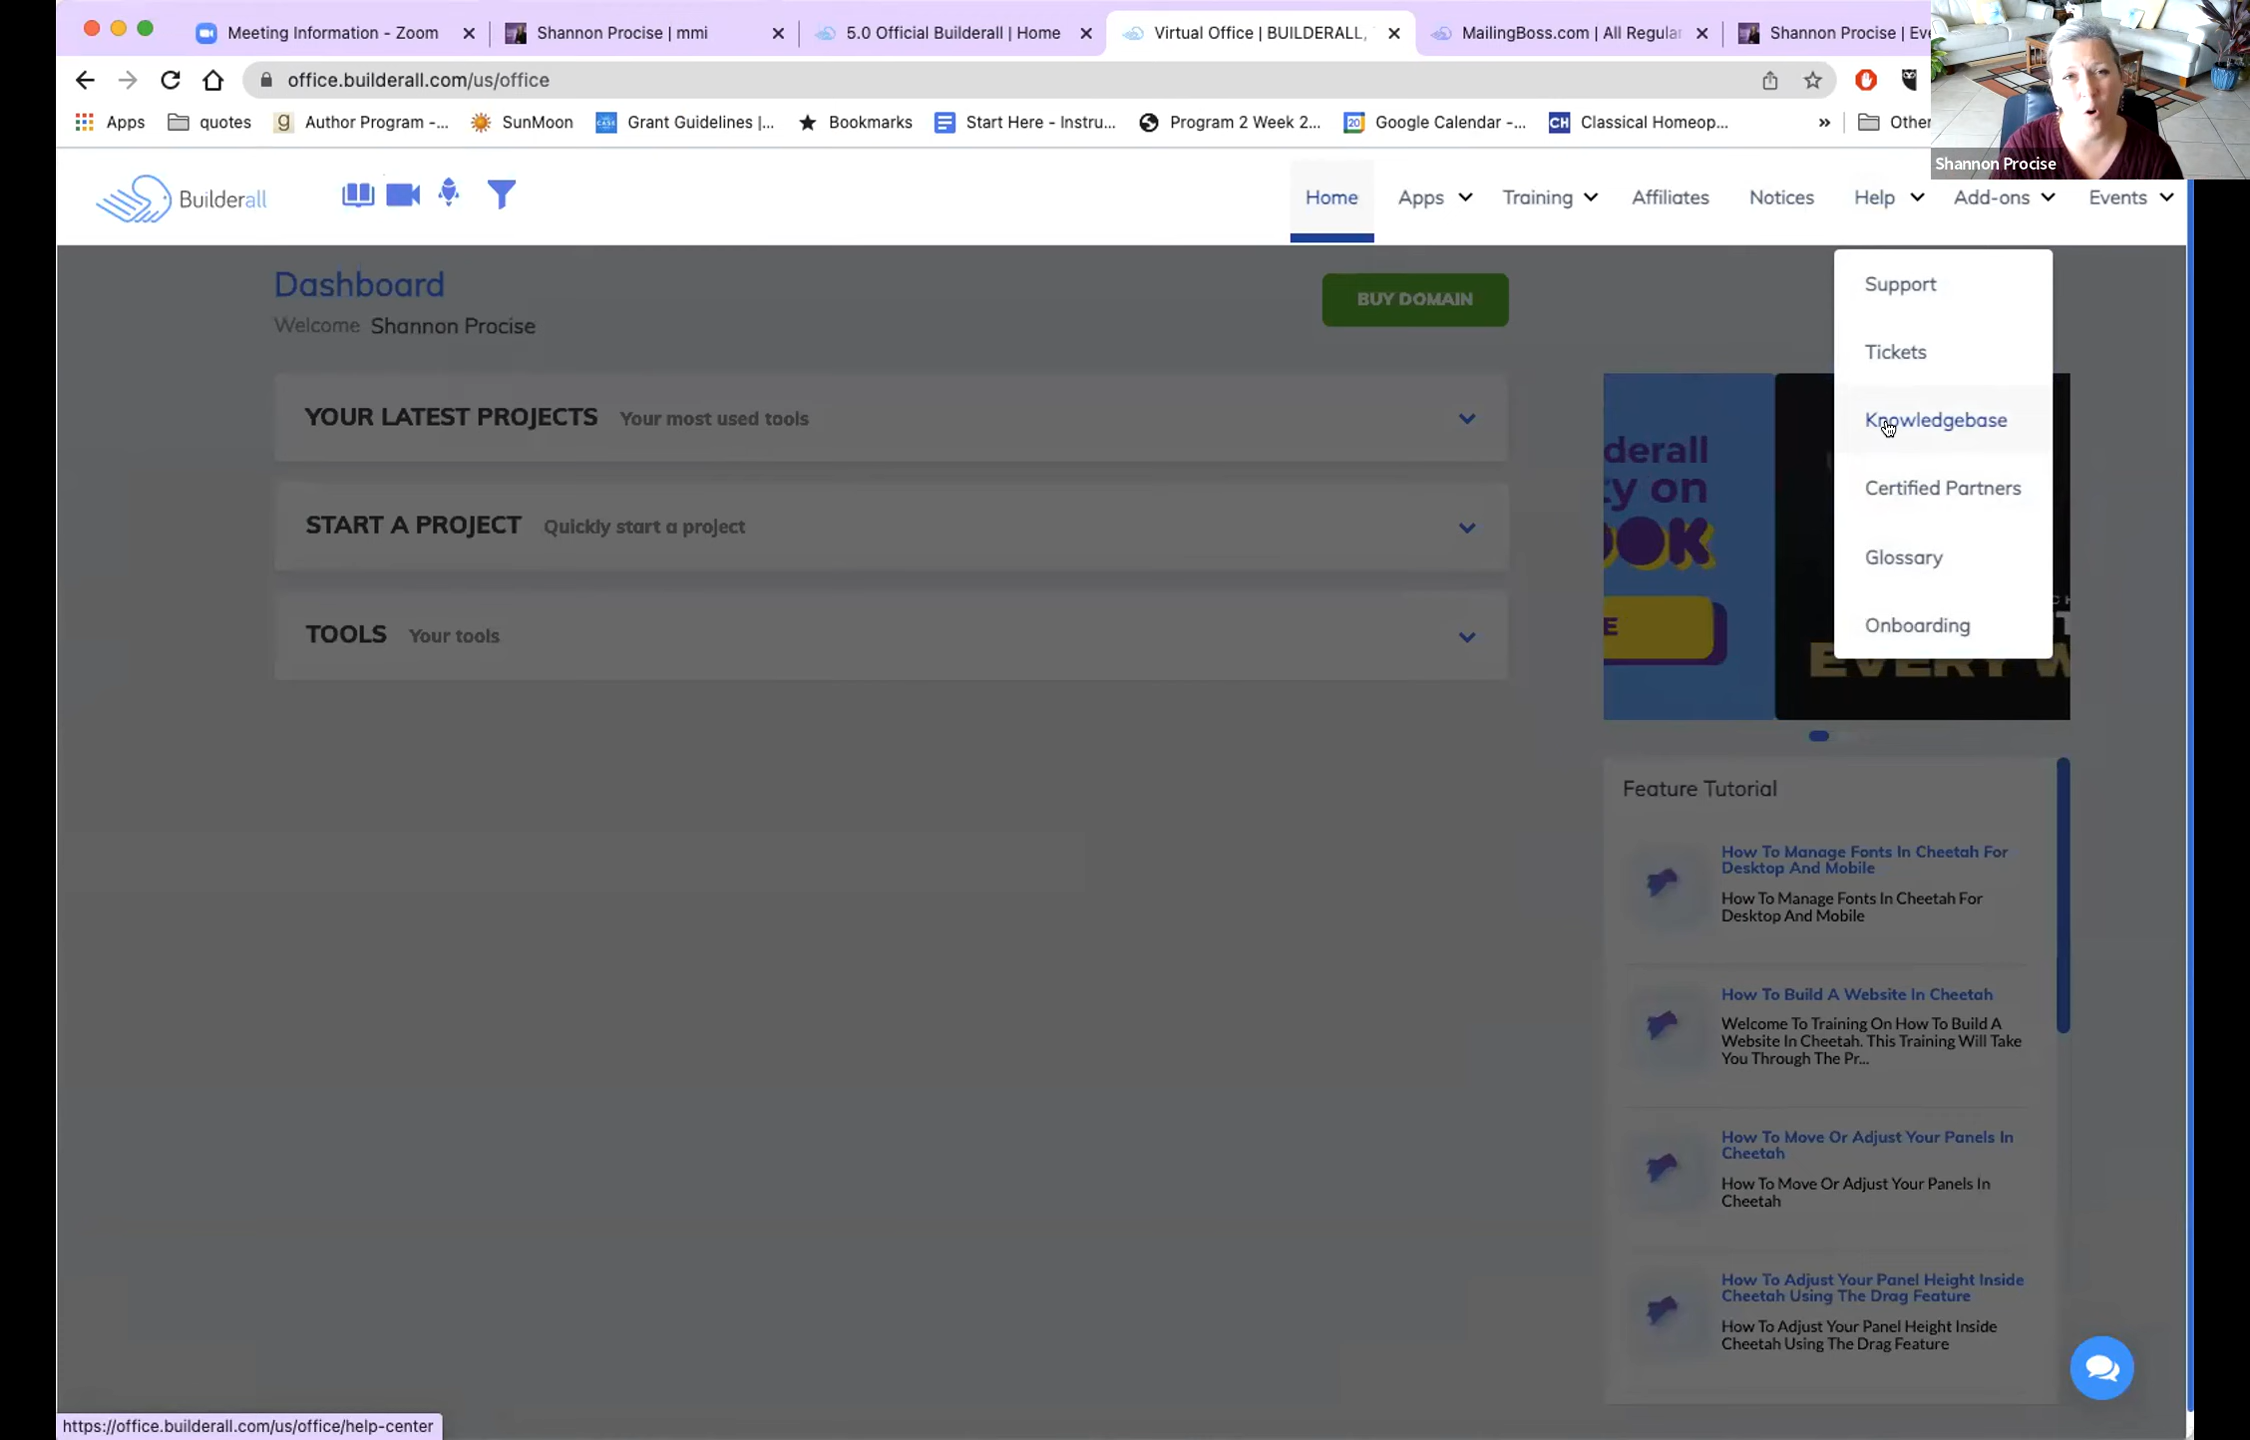 Meeting Information - Zoom
Shannon Procise | mmi
5.0 Official Builderall | Home
Virtual Office | BUILDERALL,
MailingBoss.com | All Regular
Shannon Procise | Eve
office.builderall.com/us/office
Apps
quotes
Author Program -...
SunMoon
Grant Guidelines |...
Bookmarks
Start Here - Instru...
Program 2 Week 2...
Google Calendar -...
CH Classical Homeop...
»
Other
Shannon Procise
Builderall
Home
Apps
Training
Affiliates
Notices
Help
Add-ons
Events
Dashboard
Welcome Shannon Procise
BUY DOMAIN
Support
Tickets
Knowledgebase
Certified Partners
Glossary
Onboarding
YOUR LATEST PROJECTS Your most used tools
START A PROJECT Quickly start a project
TOOLS Your tools
derall
ty on
OOK
E
EVERY W
Feature Tutorial
How To Manage Fonts In Cheetah For
Desktop And Mobile
How To Manage Fonts In Cheetah For
Desktop And Mobile
How To Build A Website In Cheetah
Welcome To Training On How To Build A
Website In Cheetah. This Training Will Take
You Through The Pr...
How To Move Or Adjust Your Panels In
Cheetah
How To Move Or Adjust Your Panels In
Cheetah
How To Adjust Your Panel Height Inside
Cheetah Using The Drag Feature
How To Adjust Your Panel Height Inside
Cheetah Using The Drag Feature
https://office.builderall.com/us/office/help-center